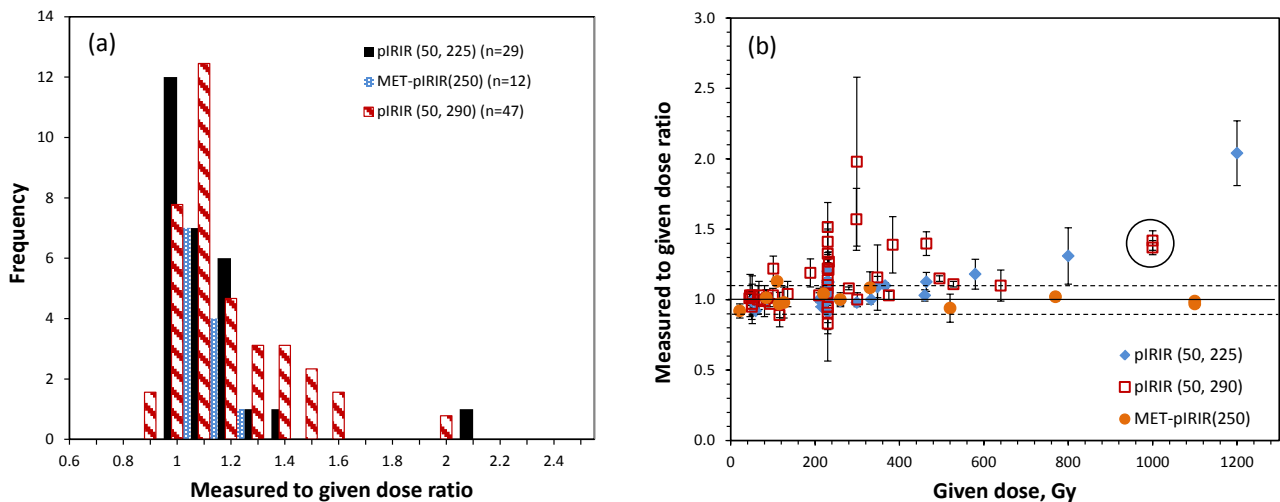 (a)
14
12
10
8
6
4
2
0
Frequency
pIRIR (50, 225) (n=29)
MET-pIRIR(250) (n=12)
pIRIR (50, 290) (n=47)
0.6 0.8 1 1.2 1.4 1.6 1.8 2 2.2 2.4
Measured to given dose ratio
(b)
3.0
2.5
2.0
1.5
1.0
0.5
0.0
Measured to given dose ratio
pIRIR (50, 225)
pIRIR (50, 290)
MET-pIRIR(250)
0 200 400 600 800 1000 1200
Given dose, Gy